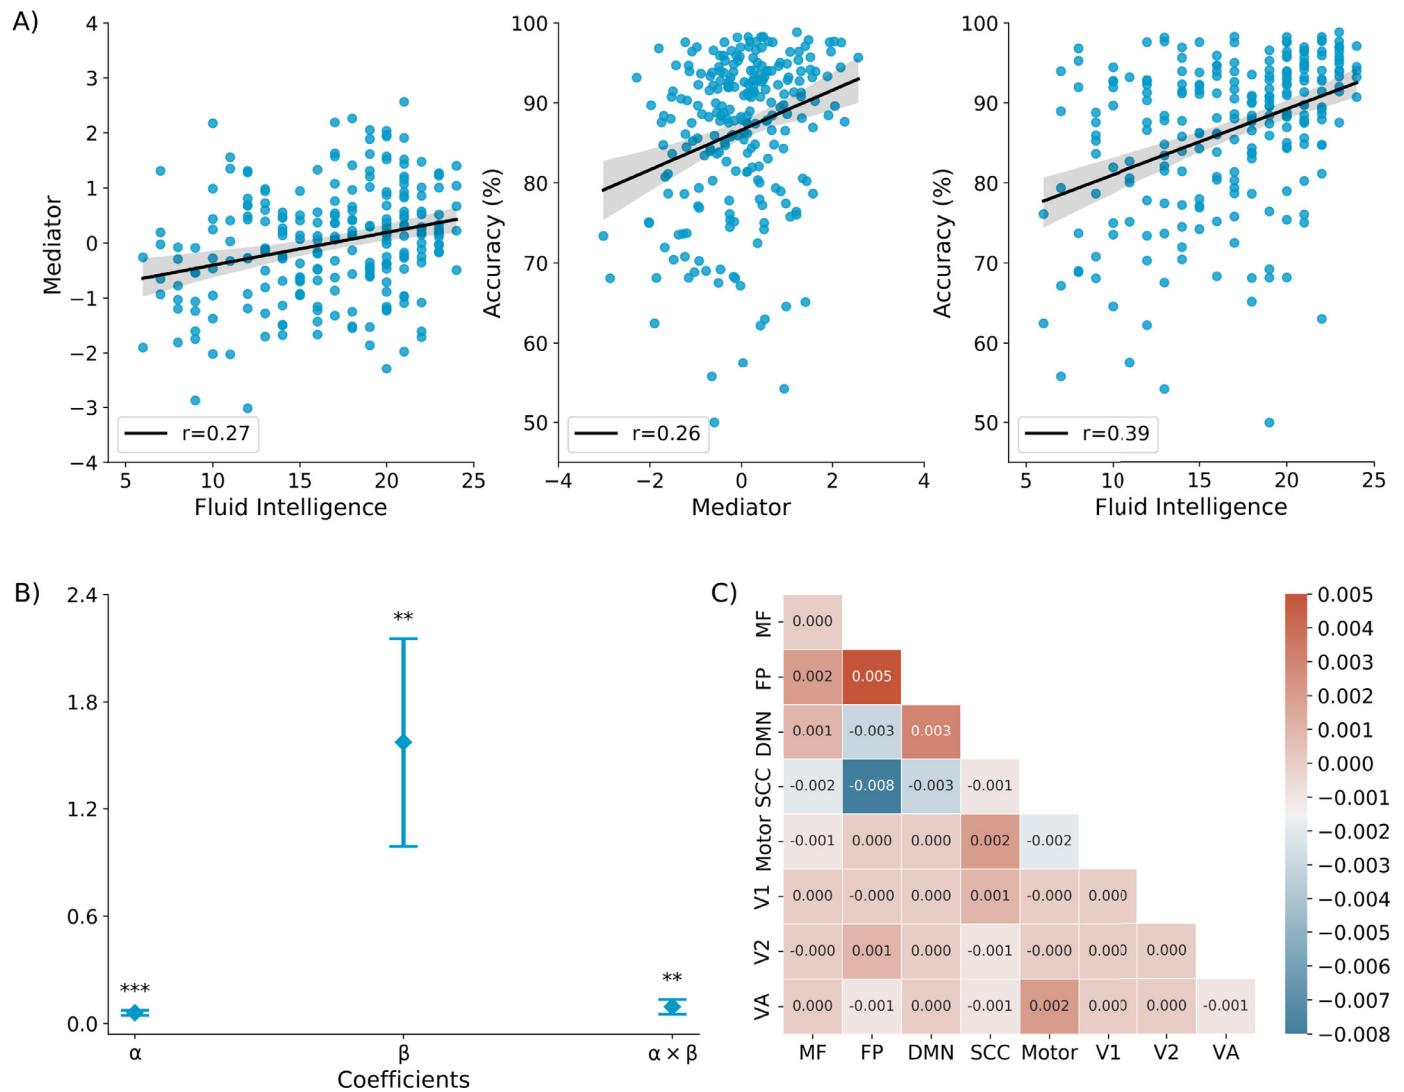 A)
4
3
2
1
0
−1
−2
−3
−4
Mediator
r=0.27
5 10 15 20 25
Fluid Intelligence
100
90
80
70
60
50
Accuracy (%)
r=0.26
−4 −2 0 2 4
Mediator
100
90
80
70
60
50
Accuracy (%)
r=0.39
5 10 15 20 25
Fluid Intelligence
B)
2.4
1.8
1.2
0.6
0.0
***
**
**
α β α × β
Coefficients
C)
MF 0.000
FP 0.002 0.005
DMN 0.001 -0.003 0.003
SCC -0.002 -0.008 -0.003 -0.001
Motor -0.001 0.000 0.000 0.002 -0.002
V1 0.000 -0.000 0.000 0.001 -0.000 0.000
V2 -0.000 0.001 0.000 -0.001 -0.000 0.000 0.000
VA 0.000 -0.001 0.000 -0.001 0.002 0.000 0.000 -0.001
MF FP DMN SCC Motor V1 V2 VA
0.005
0.004
0.003
0.002
0.001
0.000
−0.001
−0.002
−0.003
−0.004
−0.005
−0.006
−0.007
−0.008